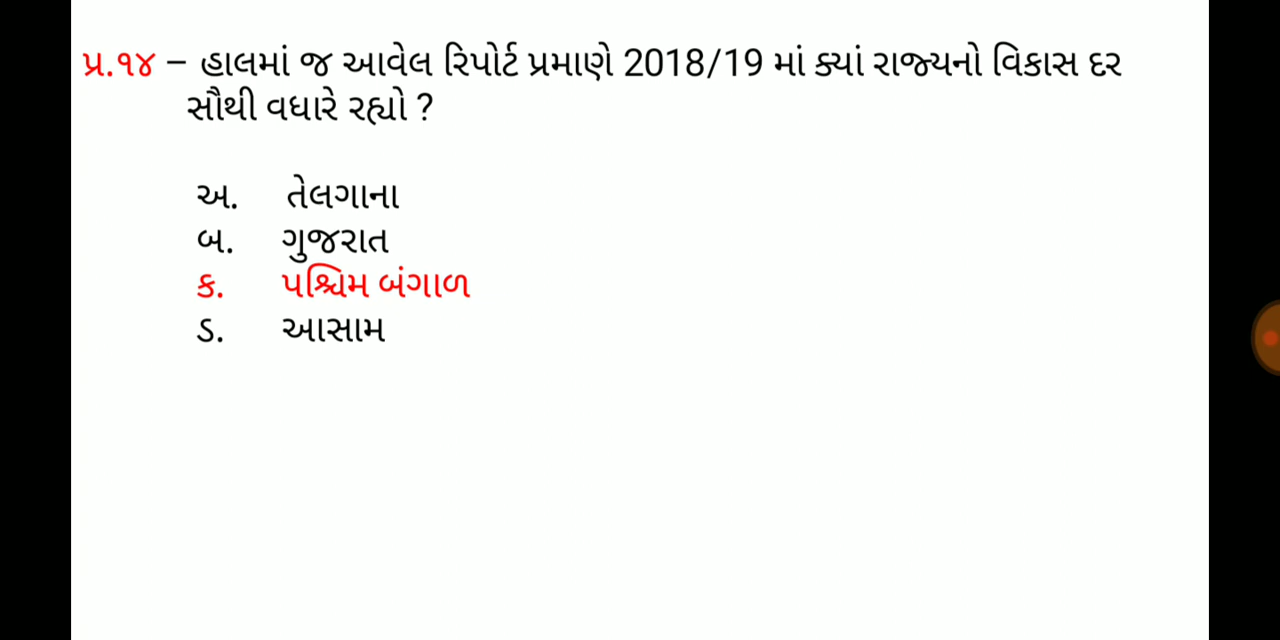 પ્ર.૧૪ – હાલમાં જ આવેલ રિપોર્ટ પ્રમાણે 2018/19 માં ક્યાં રાજ્યનો વિકાસ દર
સૌથી વધારે રહ્યો ?
અ. તેલગાના
બ. ગુજરાત
ક. પશ્ચિમ બંગાળ
ડ. આસામ